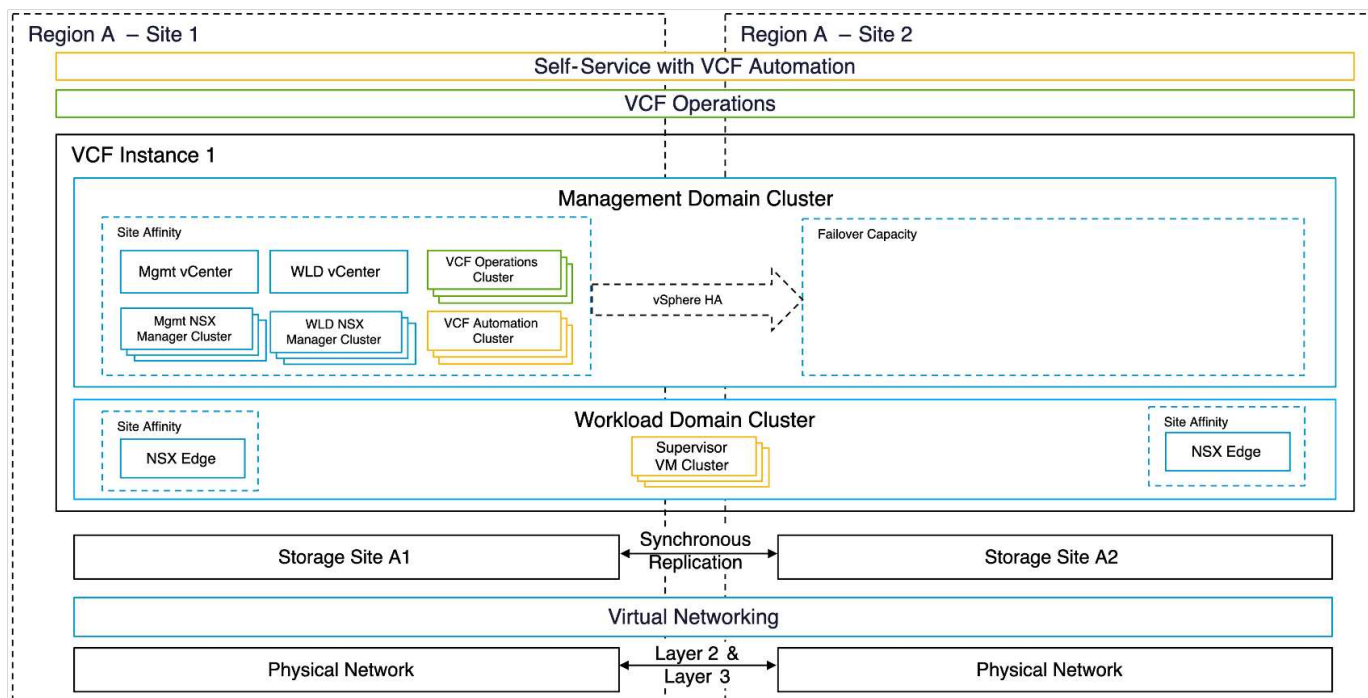 Region A – Site 1
Region A – Site 2
Self-Service with VCF Automation
VCF Operations
VCF Instance 1
Management Domain Cluster
Site Affinity
Mgmt vCenter
WLD vCenter
VCF Operations
Cluster
Mgmt NSX
Manager Cluster
WLD NSX
Manager Cluster
VCF Automation
Cluster
vSphere HA
Failover Capacity
Workload Domain Cluster
Site Affinity
NSX Edge
Supervisor
VM Cluster
Site Affinity
NSX Edge
Storage Site A1
Synchronous
Replication
Storage Site A2
Virtual Networking
Physical Network
Layer 2 &
Layer 3
Physical Network